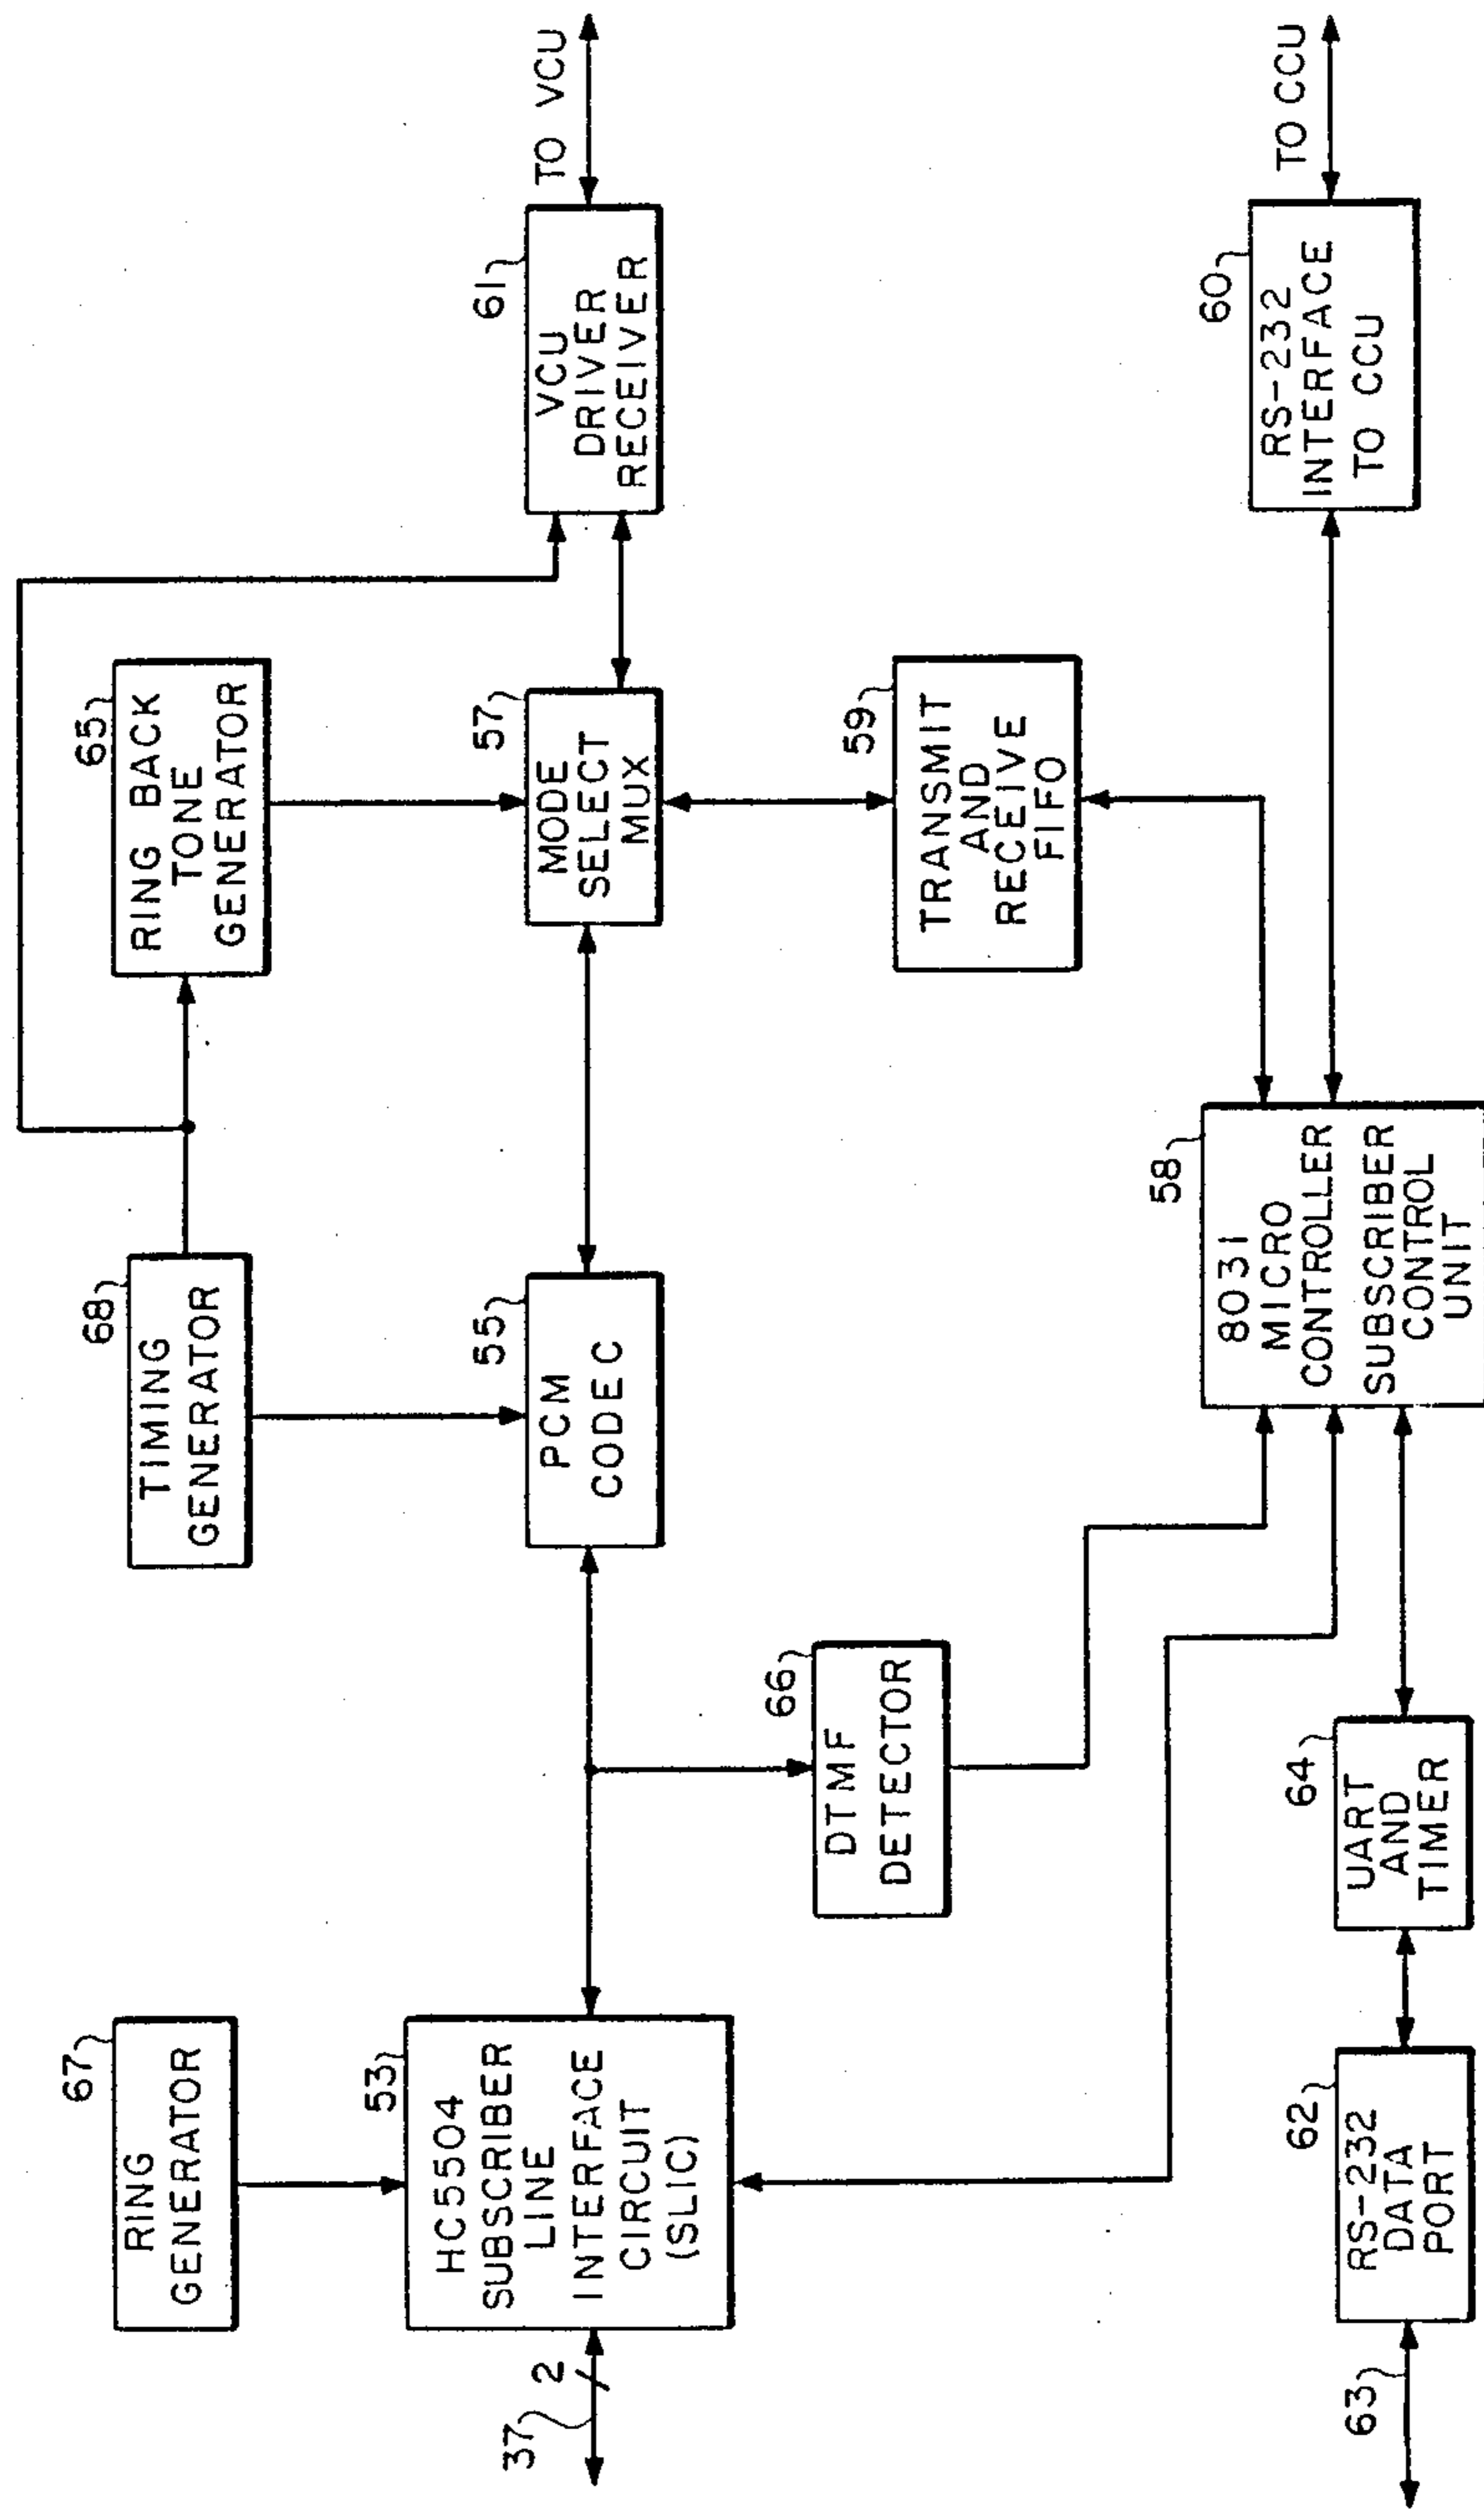 67
RING
GENERATOR
68
TIMING
GENERATOR
65
RING BACK
TONE
GENERATOR
37
2
53
HC5504
SUBSCRIBER
LINE
INTERFACE
CIRCUIT
(SLIC)
55
PCM
CODEC
57
MODE
SELECT
MUX
61
VCU
DRIVER
RECEIVER
TO VCU
66
DTMF
DETECTOR
59
TRANSMIT
AND
RECEIVE
FIFO
63
62
RS-232
DATA
PORT
64
UART
AND
TIMER
58
8031
MICRO
CONTROLLER
SUBSCRIBER
CONTROL
UNIT
60
RS-232
INTERFACE
TO CCU
TO CCU